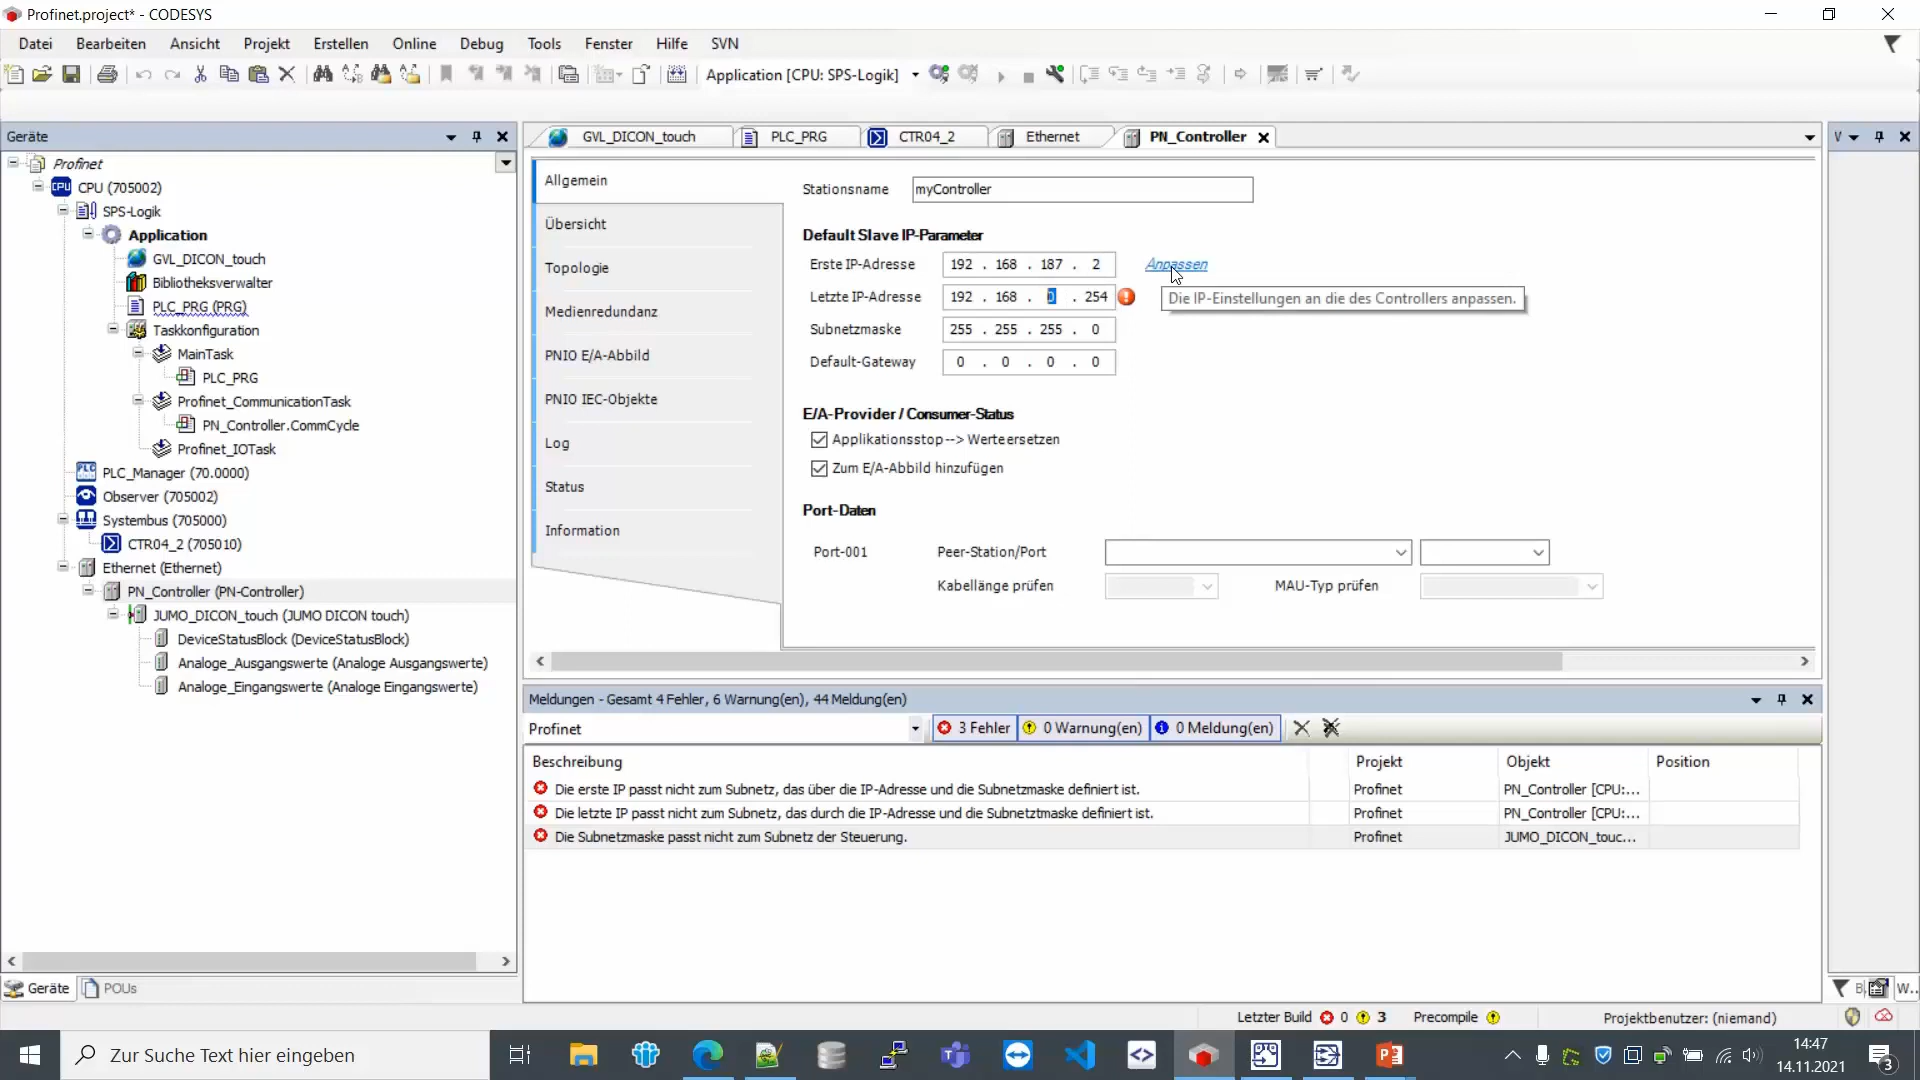 Profinet.project* - CODESYS
Datei Bearbeiten Ansicht Projekt Erstellen Online Debug Tools Fenster Hilfe SVN
Application [CPU: SPS-Logik]
Geräte
GVL_DICON_touch PLC_PRG CTR04_2 Ethernet PN_Controller
V
Profinet
CPU (705002)
SPS-Logik
Application
GVL_DICON_touch
Bibliotheksverwalter
PLC_PRG (PRG)
Taskkonfiguration
MainTask
PLC_PRG
Profinet_CommunicationTask
PN_Controller.CommCycle
Profinet_IOTask
PLC_Manager (70.0000)
Observer (705002)
Systembus (705000)
CTR04_2 (705010)
Ethernet (Ethernet)
PN_Controller (PN-Controller)
JUMO_DICON_touch (JUMO DICON touch)
DeviceStatusBlock (DeviceStatusBlock)
Analoge_Ausgangswerte (Analoge Ausgangswerte)
Analoge_Eingangswerte (Analoge Eingangswerte)
Geräte POUs
Allgemein
Übersicht
Topologie
Medienredundanz
PNIO E/A-Abbild
PNIO IEC-Objekte
Log
Status
Information
Stationsname myController
Default Slave IP-Parameter
Erste IP-Adresse 192 . 168 . 187 . 2 Anpassen
Letzte IP-Adresse 192 . 168 . 0 . 254
Die IP-Einstellungen an die des Controllers anpassen.
Subnetzmaske 255 . 255 . 255 . 0
Default-Gateway 0 . 0 . 0 . 0
E/A-Provider / Consumer-Status
Applikationsstop --> Werte ersetzen
Zum E/A-Abbild hinzufügen
Port-Daten
Port-001 Peer-Station/Port
Kabellänge prüfen MAU-Typ prüfen
Meldungen - Gesamt 4 Fehler, 6 Warnung(en), 44 Meldung(en)
Profinet 3 Fehler 0 Warnung(en) 0 Meldung(en)
Beschreibung Projekt Objekt Position
Die erste IP passt nicht zum Subnetz, das über die IP-Adresse und die Subnetzmaske definiert ist. Profinet PN_Controller [CPU:...
Die letzte IP passt nicht zum Subnetz, das durch die IP-Adresse und die Subnetztmaske definiert ist. Profinet PN_Controller [CPU:...
Die Subnetzmaske passt nicht zum Subnetz der Steuerung. Profinet JUMO_DICON_touc...
W...
Letzter Build 0 3 Precompile Projektbenutzer: (niemand)
Zur Suche Text hier eingeben
14:47
14.11.2021
3